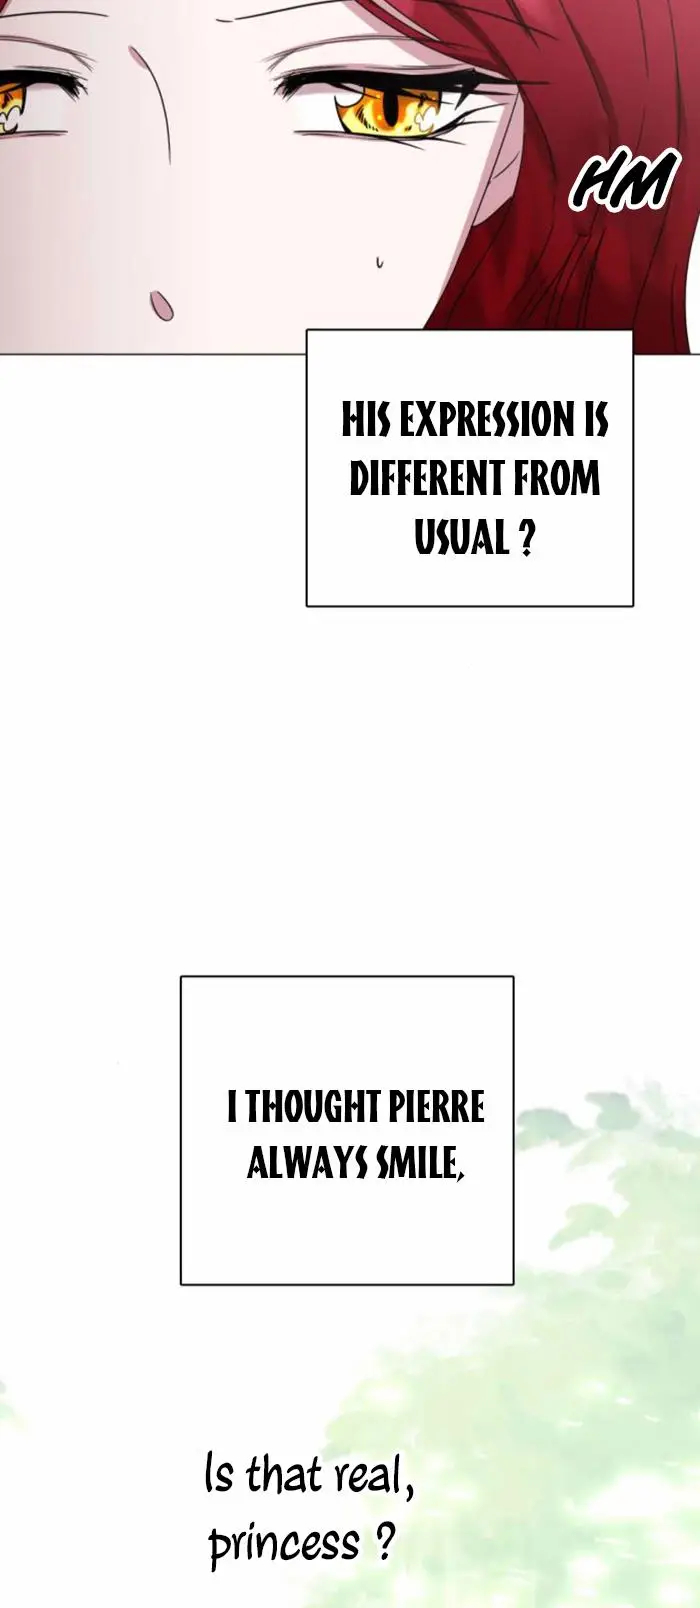 HM
HIS EXPRESSION IS
DIFFERENT FROM
USUAL ?
I THOUGHT PIERRE
ALWAYS SMILE,
Is that real,
princess ?